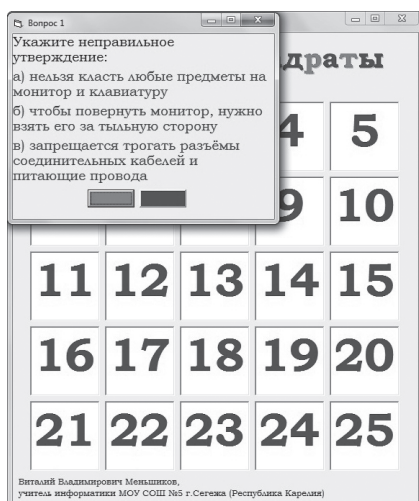 Вопрос 1
Укажите неправильное
утверждение:
а) нельзя класть любые предметы на
монитор и клавиатуру
б) чтобы повернуть монитор, нужно
взять его за тыльную сторону
в) запрещается трогать разъёмы
соединительных кабелей и
питающие провода
драты
4 5
9 10
11 12 13 14 15
16 17 18 19 20
21 22 23 24 25
Виталий Владимирович Меньшиков,
учитель информатики МОУ СОШ №5 г.Сегежа (Республика Карелия)